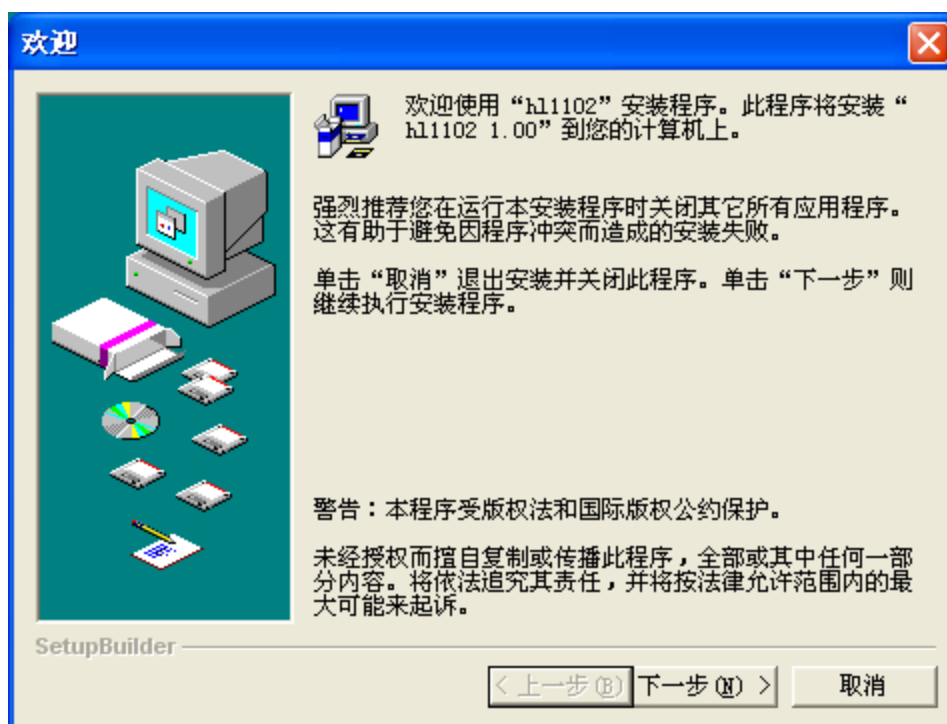 欢迎
欢迎使用“hl1102”安装程序。此程序将安装“
hl1102 1.00”到您的计算机上。
强烈推荐您在运行本安装程序时关闭其它所有应用程序。
这有助于避免因程序冲突而造成的安装失败。
单击“取消”退出安装并关闭此程序。单击“下一步”则
继续执行安装程序。
警告：本程序受版权法和国际版权公约保护。
未经授权而擅自复制或传播此程序，全部或其中任何一部
分内容。将依法追究其责任，并将按法律允许范围内的最
大可能来起诉。
SetupBuilder
< 上一步(B) 下一步(N) > 取消